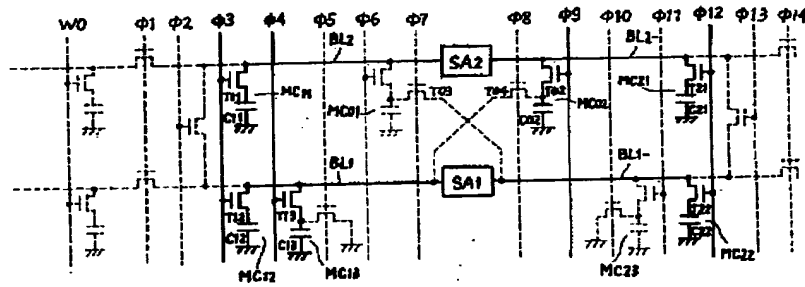 W0 Φ1 Φ2 Φ3 Φ4 Φ5 Φ6 Φ7 Φ8 Φ9 Φ10 Φ11 Φ12 Φ13 Φ14
BL2 SA2 BL2-
T11 MC11 T03 T04 T02 MC21 T21
C11 MC01 C02 MC02 C21
BL1 SA1 BL1-
T12 T13 T22
C12 C13 C22
MC12 MC13 MC23 MC22